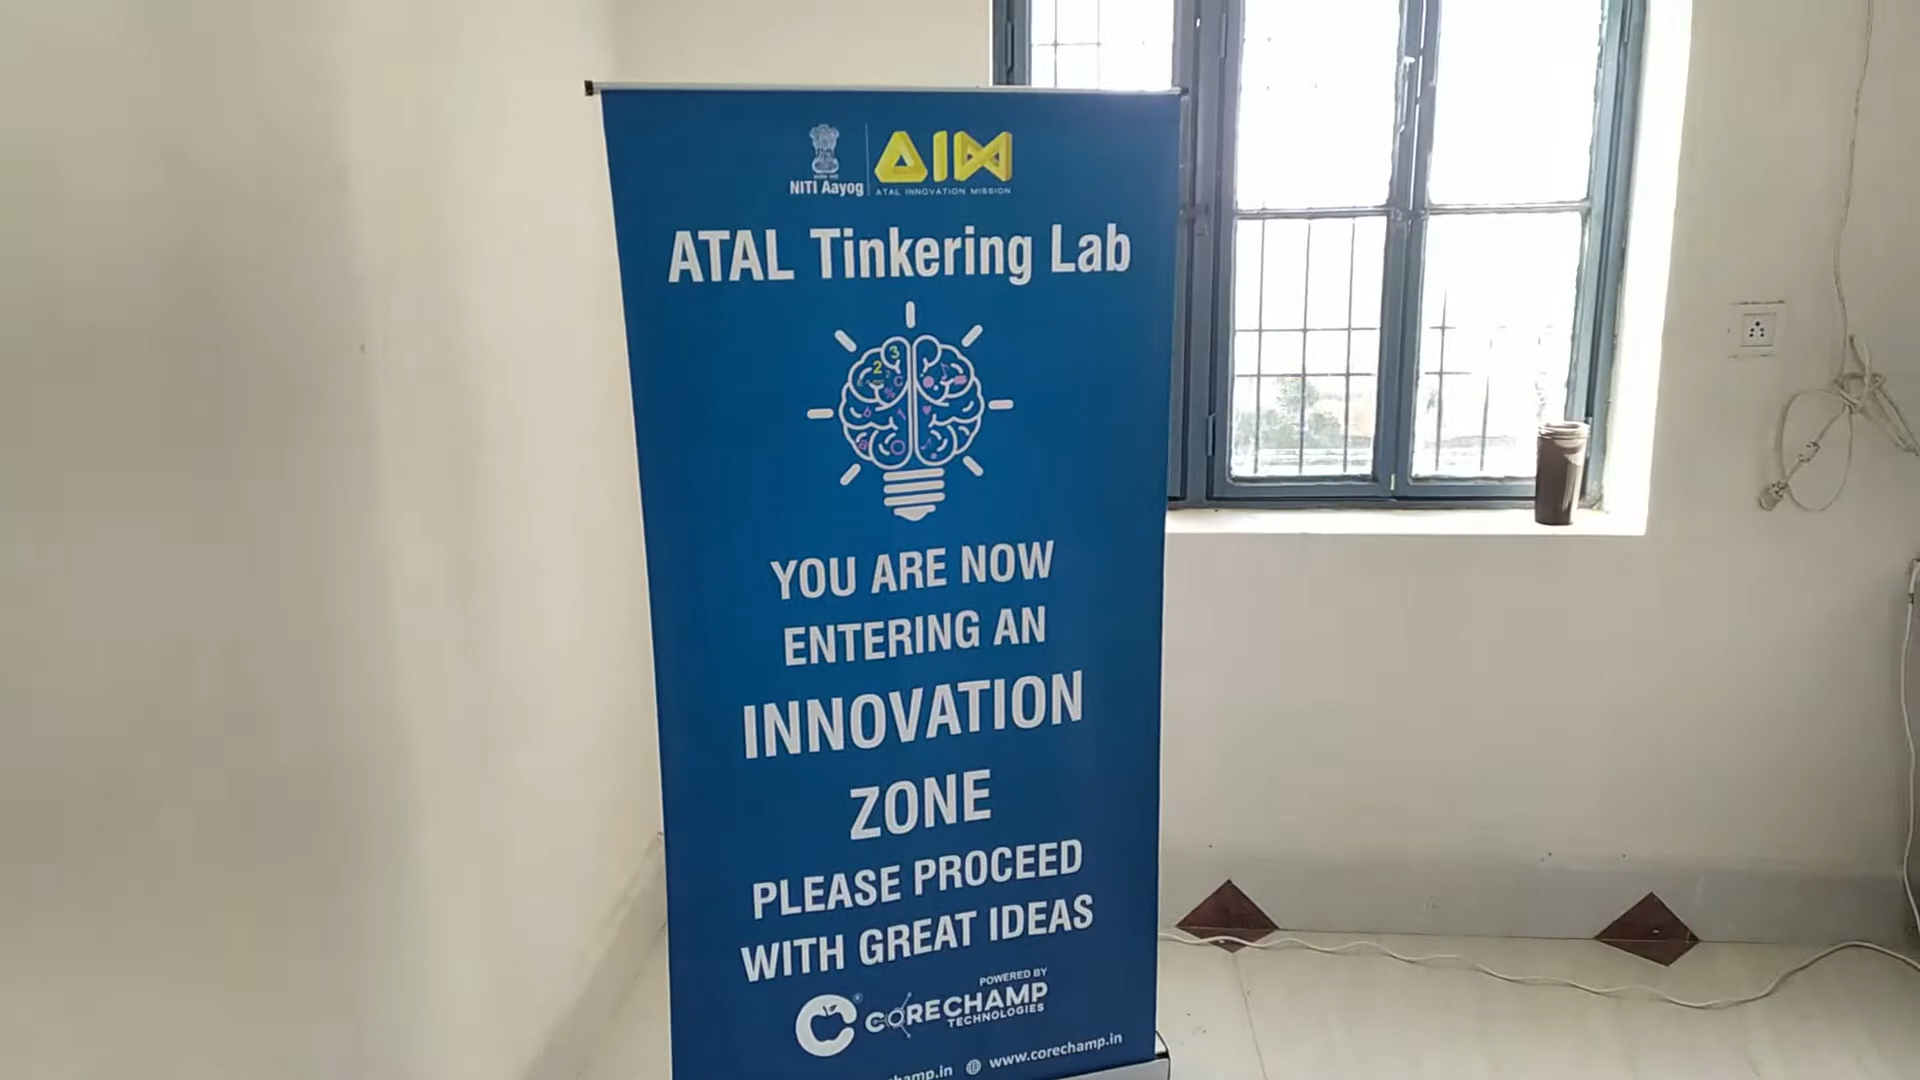 NITI Aayog
AIM
ATAL INNOVATION MISSION
ATAL Tinkering Lab
YOU ARE NOW
ENTERING AN
INNOVATION
ZONE
PLEASE PROCEED
WITH GREAT IDEAS
POWERED BY
CORECHAMP
TECHNOLOGIES
www.corechamp.in